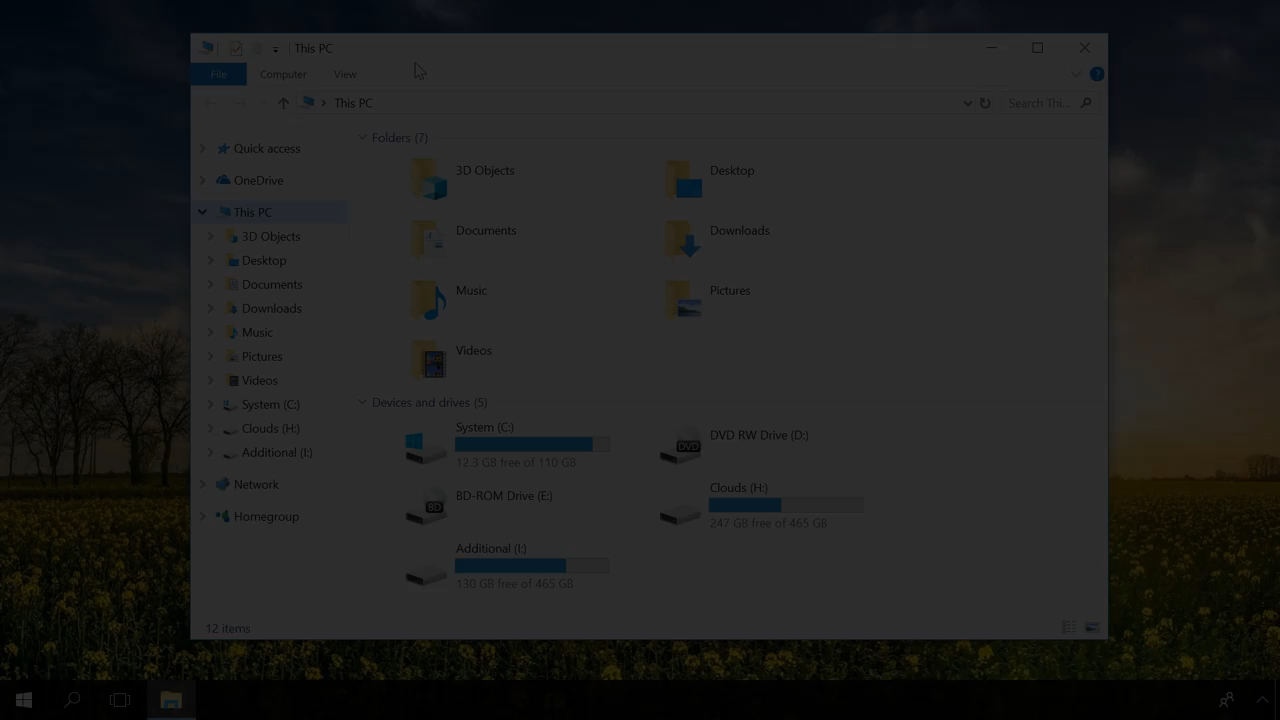 This PC
File
Computer
View
?
This PC
Search Thi...
Quick access
OneDrive
This PC
3D Objects
Desktop
Documents
Downloads
Music
Pictures
Videos
System (C:)
Clouds (H:)
Additional (I:)
Network
Homegroup
Folders (7)
3D Objects
Desktop
Documents
Downloads
Music
Pictures
Videos
Devices and drives (5)
System (C:)
12.3 GB free of 110 GB
DVD RW Drive (D:)
DVD
BD-ROM Drive (E:)
BD
Clouds (H:)
247 GB free of 465 GB
Additional (I:)
130 GB free of 465 GB
12 items